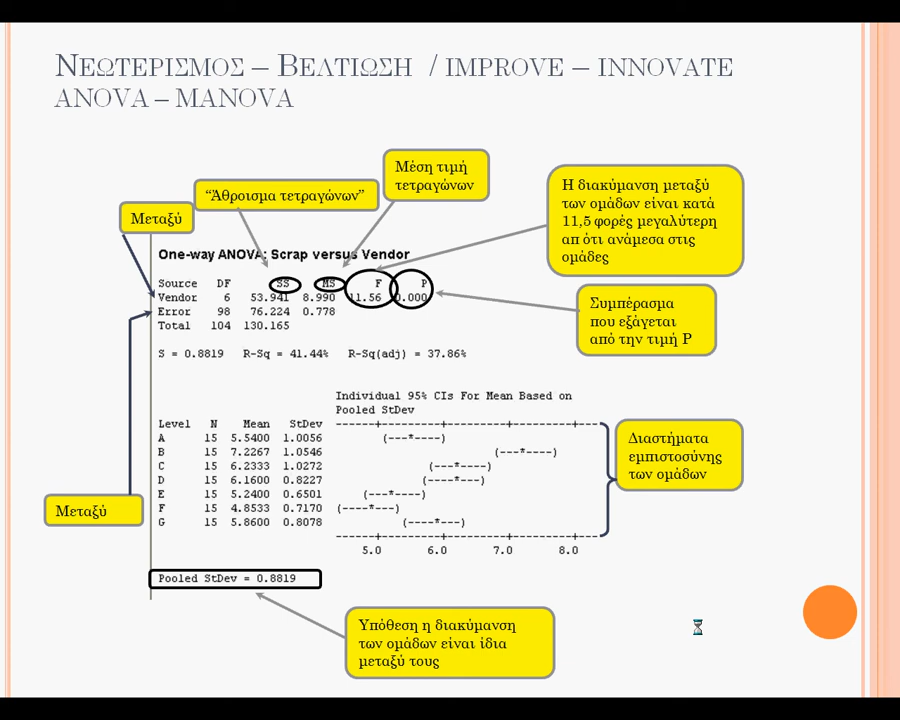 ΝΕΩΤΕΡΙΣΜΟΣ – ΒΕΛΤΙΩΣΗ / IMPROVE – INNOVATE
ANOVA – MANOVA
Μέση τιμή
τετραγώνων
“Άθροισμα τετραγώνων”
Μεταξύ
Η διακύμανση μεταξύ
των ομάδων είναι κατά
11,5 φορές μεγαλύτερη
απ ότι ανάμεσα στις
ομάδες
One-way ANOVA: Scrap versus Vendor
Source DF SS MS F P
Vendor 6 53.941 8.990 11.56 0.000
Error 98 76.224 0.778
Total 104 130.165
Συμπέρασμα
που εξάγεται
από την τιμή P
S = 0.8819 R-Sq = 41.44% R-Sq(adj) = 37.86%
Individual 95% CIs For Mean Based on
Pooled StDev
Level N Mean StDev
A 15 5.5400 1.0056
B 15 7.2267 1.0546
C 15 6.2333 1.0272
D 15 6.1600 0.8227
E 15 5.2400 0.6501
F 15 4.8533 0.7170
G 15 5.8600 0.8078
5.0 6.0 7.0 8.0
Διαστήματα
εμπιστοσύνης
των ομάδων
Μεταξύ
Pooled StDev = 0.8819
Υπόθεση η διακύμανση
των ομάδων είναι ίδια
μεταξύ τους